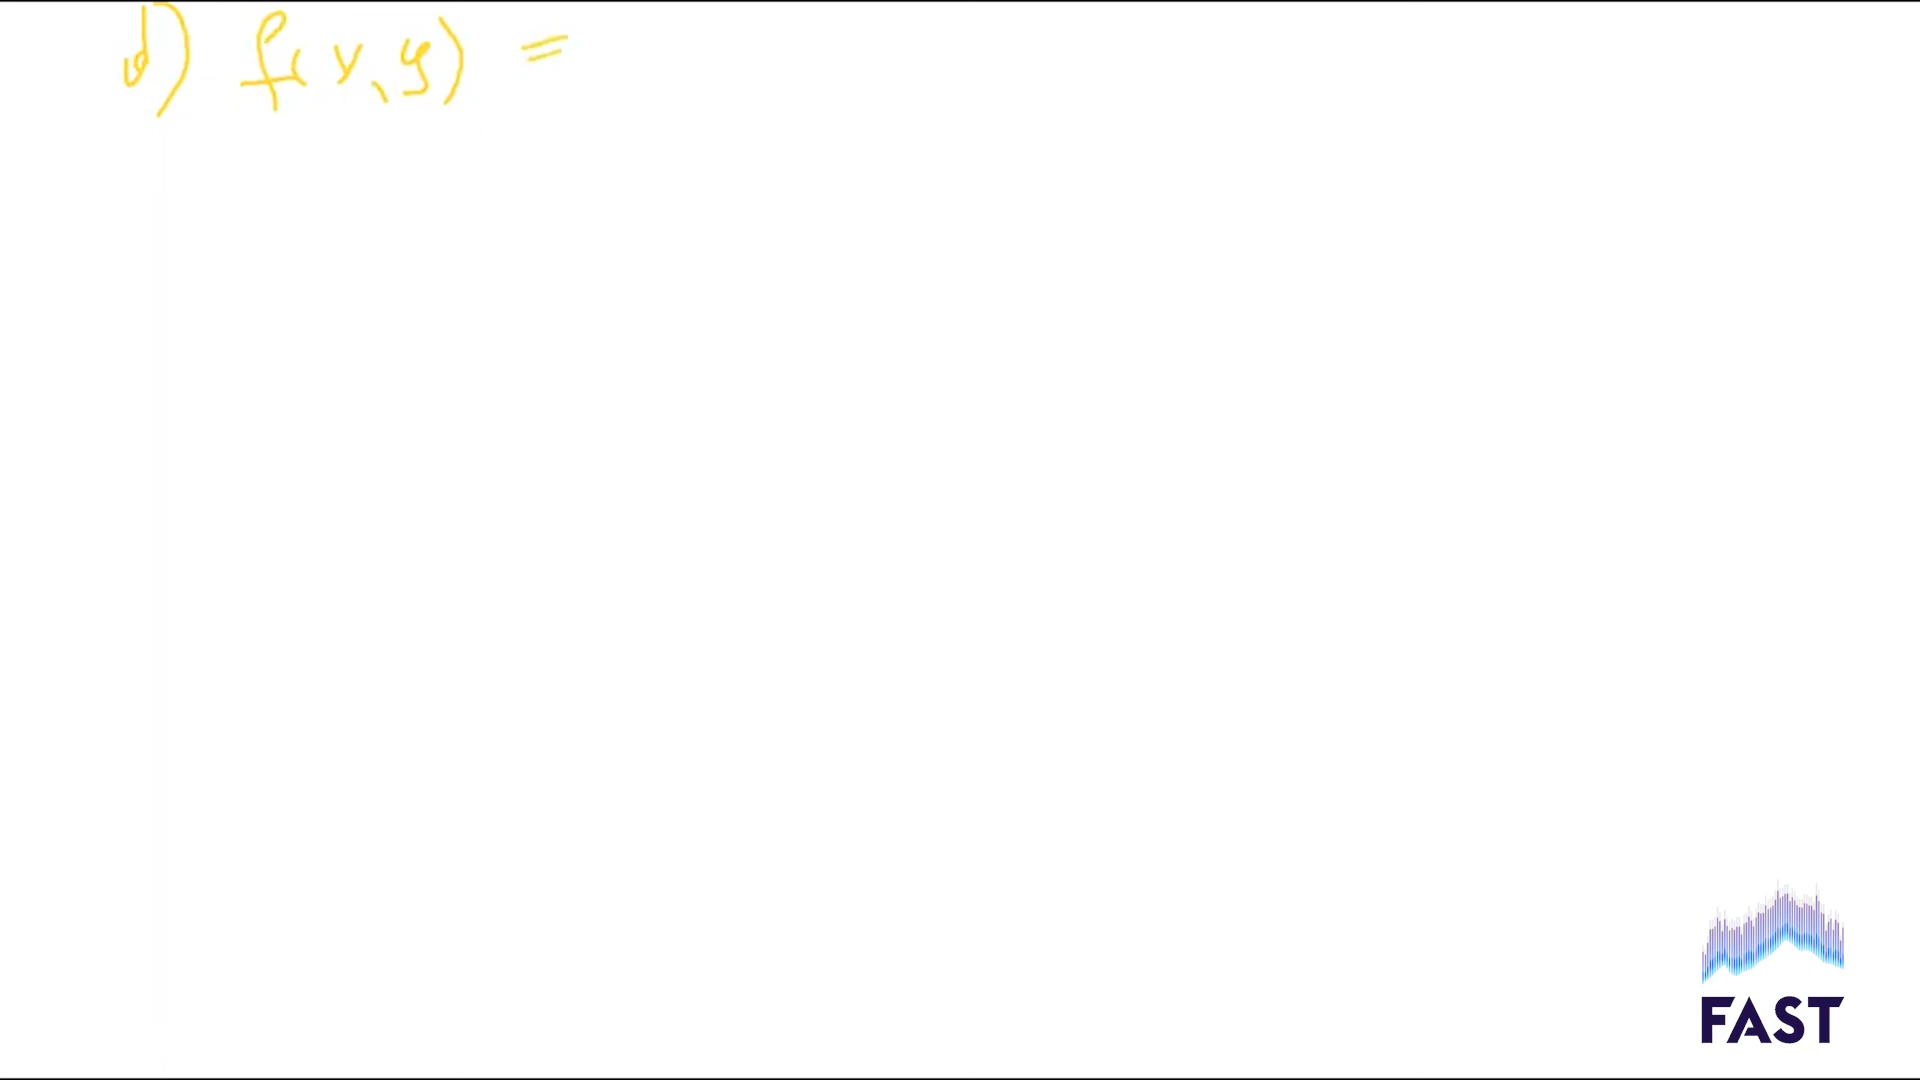 d) f(x,y) =
FAST